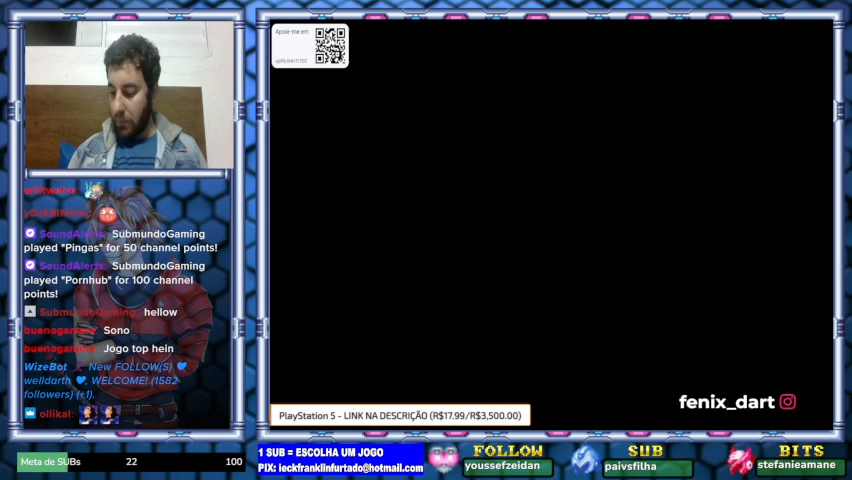 Apoie-me em
SoundAlerts: SubmundoGaming
played "Pingas" for 50 channel points!
SoundAlerts: SubmundoGaming
played "Pornhub" for 100 channel
points!
SubmundoGaming: hellow
Sono
Jogo top hein
WizeBot: New FOLLOW(S)
welldarth, WELCOME! (1582
followers) (+1).
ollikal:
fenix_dart
PlayStation 5 - LINK NA DESCRIÇÃO (R$17.99/R$3,500.00)
Meta de SUBs 22 100
1 SUB = ESCOLHA UM JOGO
PIX: ieckfranklinfurtado@hotmail.com
FOLLOW
youssefzeidan
SUB
paivsfilha
BITS
stefanieamane